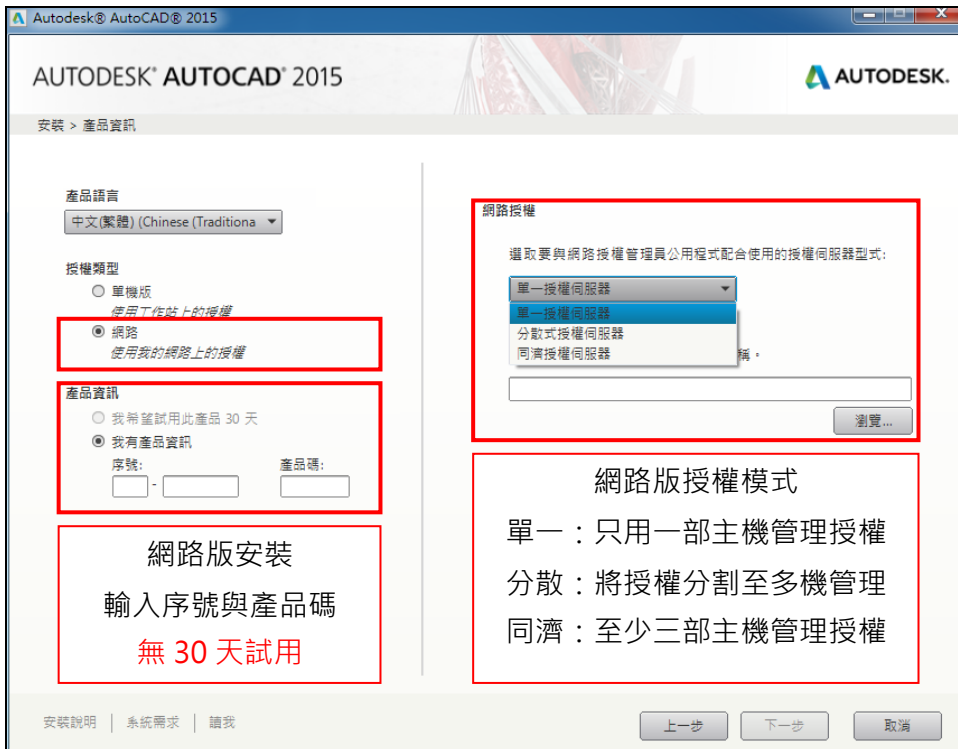 Autodesk® AutoCAD® 2015
AUTODESK® AUTOCAD® 2015
AUTODESK.
安裝 > 產品資訊
產品語言
中文(繁體) (Chinese (Traditiona
授權類型
單機版
使用工作站上的授權
網路
使用我的網路上的授權
產品資訊
我希望試用此產品 30 天
我有產品資訊
序號:
產品碼:
-
網路版安裝
輸入序號與產品碼
無 30 天試用
網路授權
選取要與網路授權管理員公用程式配合使用的授權伺服器型式:
單一授權伺服器
單一授權伺服器
分散式授權伺服器
同濟授權伺服器
稱。
瀏覽...
網路版授權模式
單一：只用一部主機管理授權
分散：將授權分割至多機管理
同濟：至少三部主機管理授權
安裝說明 | 系統需求 | 讀我
上一步
下一步
取消